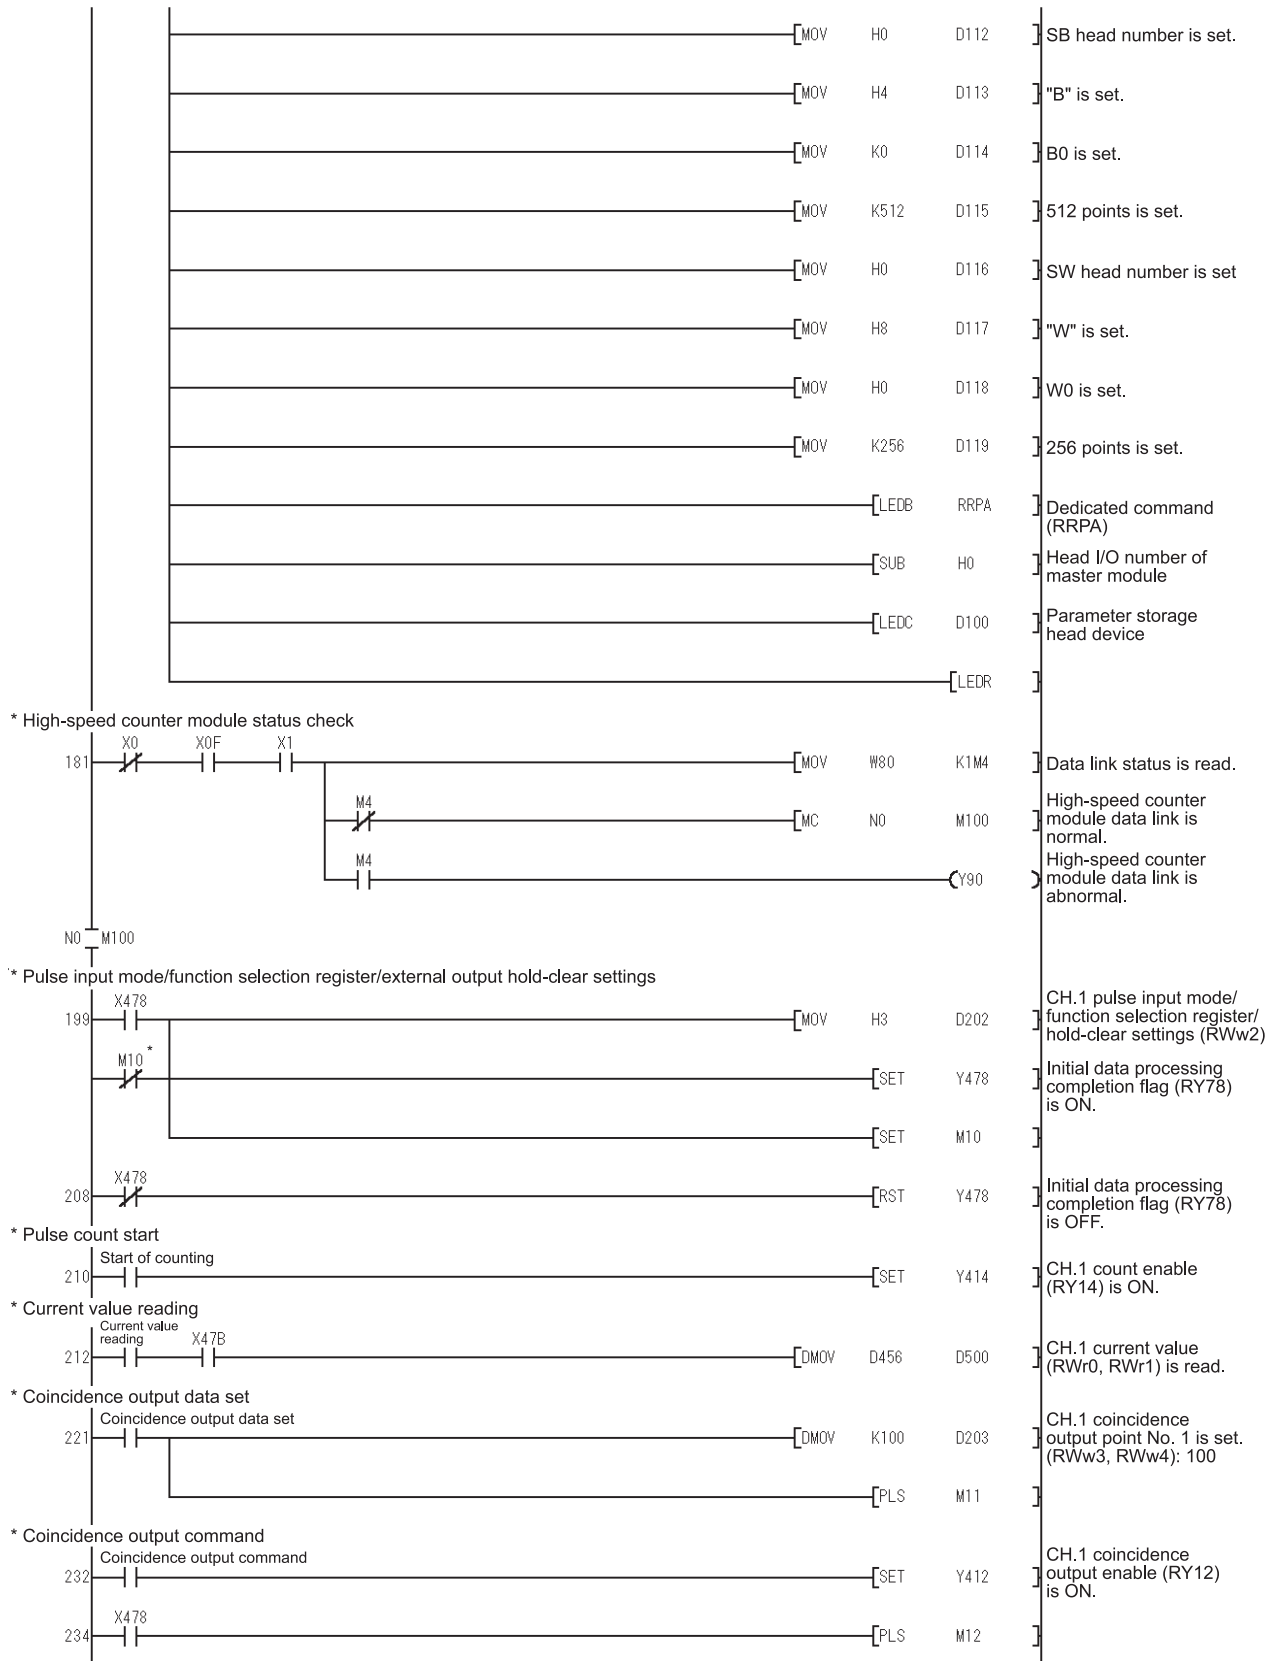 MOV H0 D112 SB head number is set.
MOV H4 D113 "B" is set.
MOV K0 D114 B0 is set.
MOV K512 D115 512 points is set.
MOV H0 D116 SW head number is set
MOV H8 D117 "W" is set.
MOV H0 D118 W0 is set.
MOV K256 D119 256 points is set.
LEDB RRPA Dedicated command
(RRPA)
SUB H0 Head I/O number of
master module
LEDC D100 Parameter storage
head device
LEDR
* High-speed counter module status check
X0 X0F X1
181 MOV W80 K1M4 Data link status is read.
M4
MC N0 M100 High-speed counter
module data link is
normal.
M4
Y90 High-speed counter
module data link is
abnormal.
N0 M100
* Pulse input mode/function selection register/external output hold-clear settings
X478
199 MOV H3 D202 CH.1 pulse input mode/
function selection register/
hold-clear settings (RWw2)
M10 *
SET Y478 Initial data processing
completion flag (RY78)
is ON.
SET M10
X478
208 RST Y478 Initial data processing
completion flag (RY78)
is OFF.
* Pulse count start
Start of counting
210 SET Y414 CH.1 count enable
(RY14) is ON.
* Current value reading
Current value
reading X47B
212 DMOV D456 D500 CH.1 current value
(RWr0, RWr1) is read.
* Coincidence output data set
Coincidence output data set
221 DMOV K100 D203 CH.1 coincidence
output point No. 1 is set.
(RWw3, RWw4): 100
PLS M11
* Coincidence output command
Coincidence output command
232 SET Y412 CH.1 coincidence
output enable (RY12)
is ON.
X478
234 PLS M12